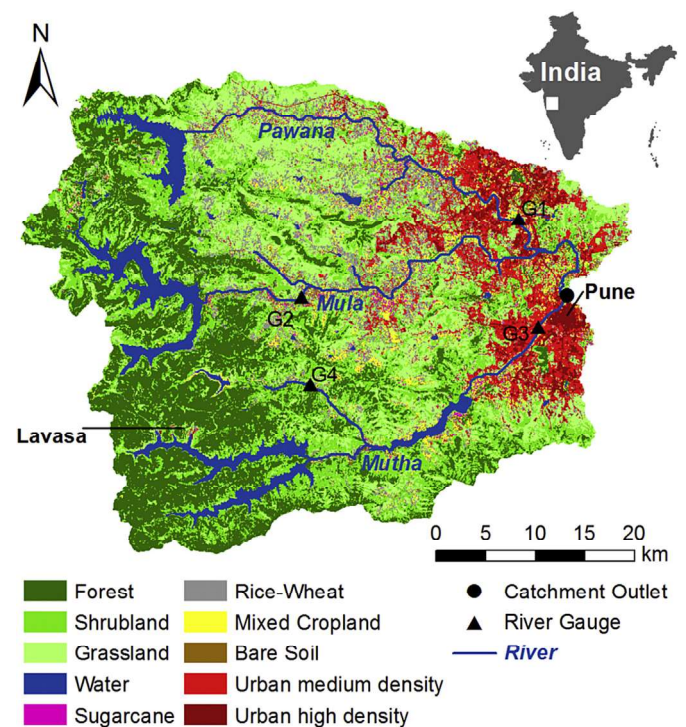 N
India
Pawana
G1
Pune
Mula
G2
G3
G4
Lavasa
Mutha
0 5 10 15 20
km
Forest
Shrubland
Grassland
Water
Sugarcane
Rice-Wheat
Mixed Cropland
Bare Soil
Urban medium density
Urban high density
Catchment Outlet
River Gauge
River